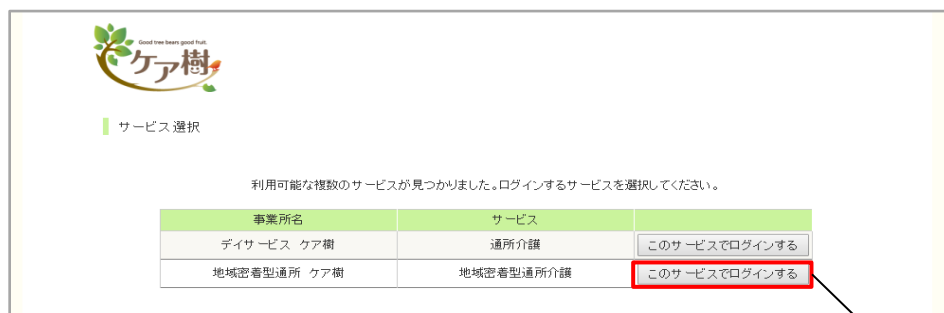 Good tree bears good fruit.
ケア樹
サービス選択
利用可能な複数のサービスが見つかりました。ログインするサービスを選択してください。
事業所名 サービス
デイサービス ケア樹 通所介護 このサービスでログインする
地域密着型通所 ケア樹 地域密着型通所介護 このサービスでログインする